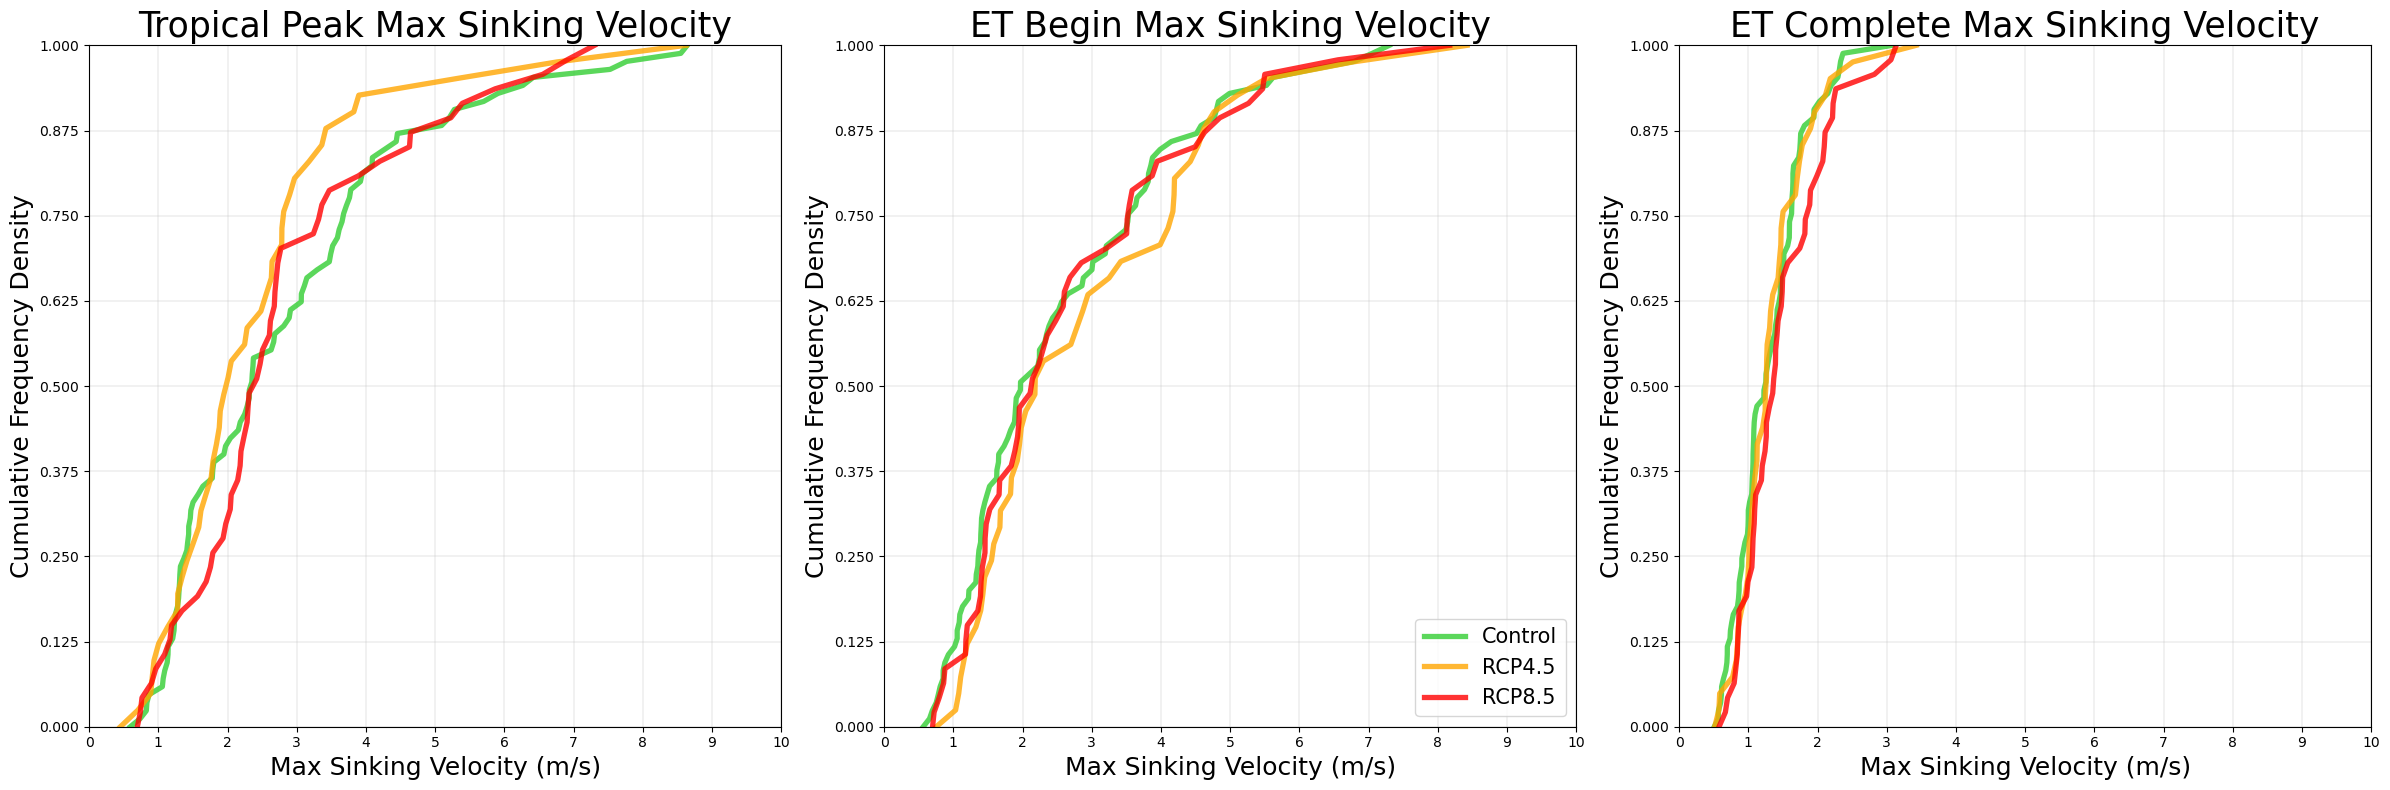 Tropical Peak Max Sinking Velocity
1.000
0.875
0.750
0.625
0.500
0.375
0.250
0.125
0.000
Cumulative Frequency Density
0 1 2 3 4 5 6 7 8 9 10
Max Sinking Velocity (m/s)
ET Begin Max Sinking Velocity
1.000
0.875
0.750
0.625
0.500
0.375
0.250
0.125
0.000
Cumulative Frequency Density
Control
RCP4.5
RCP8.5
0 1 2 3 4 5 6 7 8 9 10
Max Sinking Velocity (m/s)
ET Complete Max Sinking Velocity
1.000
0.875
0.750
0.625
0.500
0.375
0.250
0.125
0.000
Cumulative Frequency Density
0 1 2 3 4 5 6 7 8 9 10
Max Sinking Velocity (m/s)